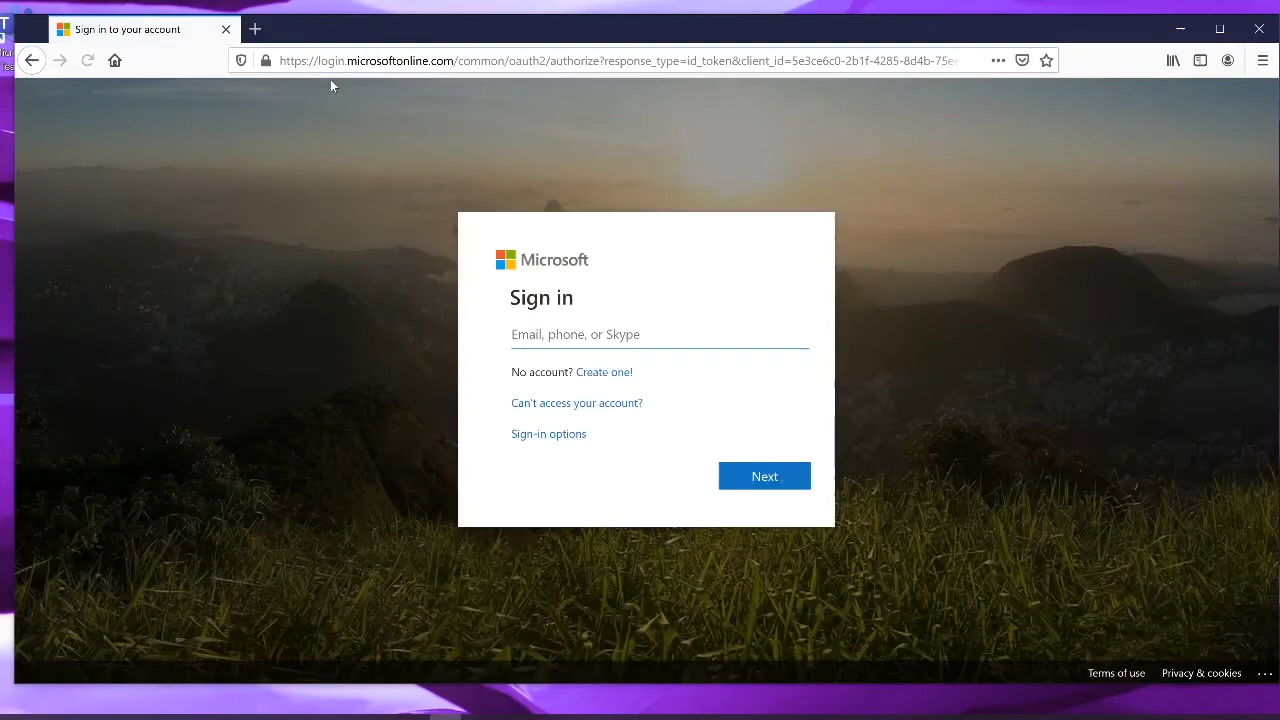 Sign in to your account
https://login.microsoftonline.com/common/oauth2/authorize?response_type=id_token&client_id=5e3ce6c0-2b1f-4285-8d4b-75ee
Microsoft
Sign in
Email, phone, or Skype
No account? Create one!
Can't access your account?
Sign-in options
Next
Terms of use
Privacy & cookies